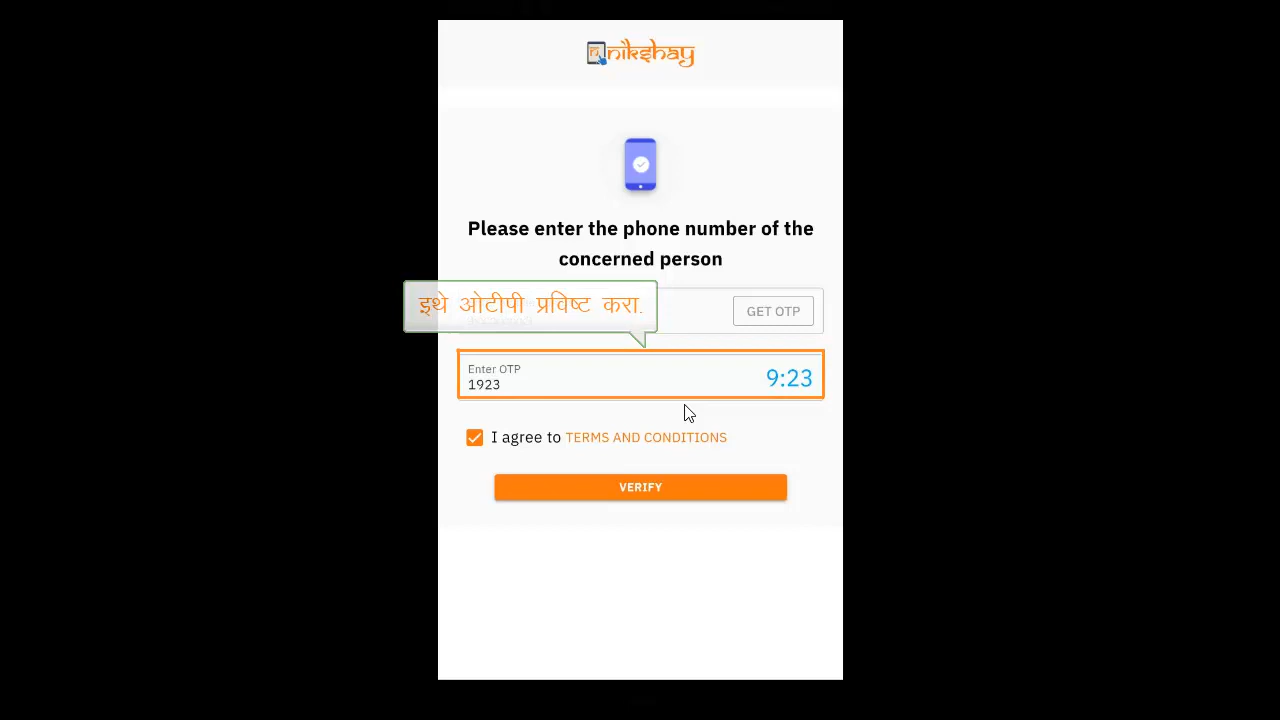 nikshay
Please enter the phone number of the
concerned person
इथे ओटीपी प्रविष्ट करा.
GET OTP
Enter OTP
1923
9:23
I agree to TERMS AND CONDITIONS
VERIFY